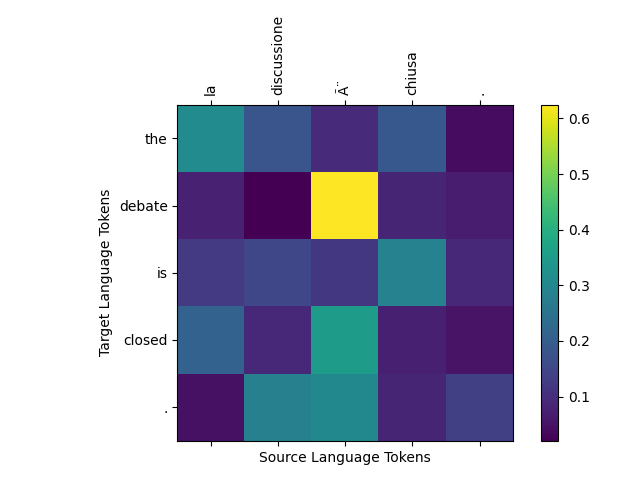 la
discussione
Ã¨
chiusa
.
the
debate
is
closed
.
Target Language Tokens
Source Language Tokens
0.6
0.5
0.4
0.3
0.2
0.1